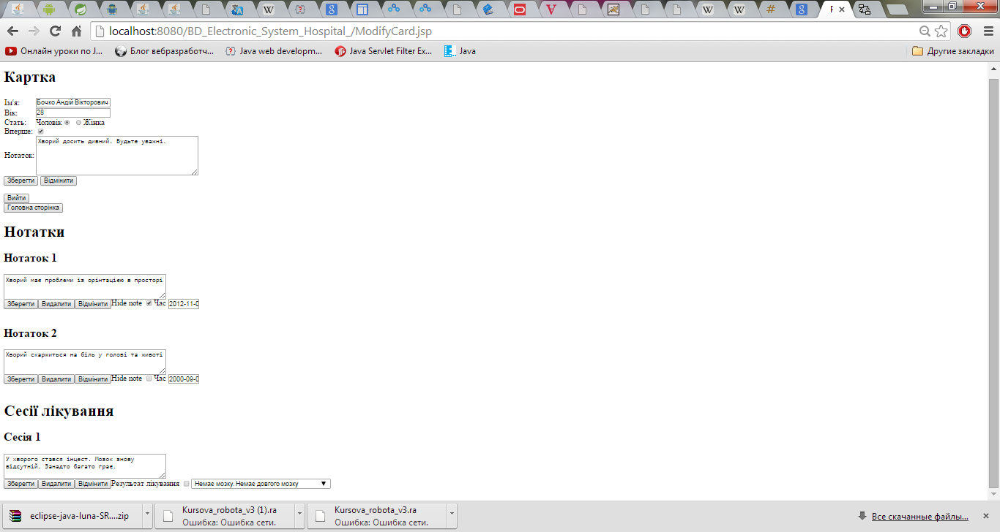 localhost:8080/BD_Electronic_System_Hospital_/ModifyCard.jsp
Онлайн уроки по J... Блог вебразработч... Java web developm... Java Servlet Filter Ex... Java Другие закладки
Картка
Ім'я: Бочко Андій Вікторович
Вік: 28
Стать: Чоловік Жінка
Вперше:
Нотаток: Хворий досить дивний. Будьте уважні.
Зберегти Відмінити
Вийти
Головна сторінка
Нотатки
Нотаток 1
Хворий має проблеми із орінтацією в просторі
Зберегти Видалити Відмінити Hide note Час 2012-11-0
Нотаток 2
Хворий скаржиться на біль у голові та животі
Зберегти Видалити Відмінити Hide note Час 2000-09-0
Сесії лікування
Сесія 1
У хворого стався інцест. Мозок знову
відсутній. Занадто багато грає.
Зберегти Видалити Відмінити Результат лікування Немає мозку. Немає довгого мозку
eclipse-java-luna-SR....zip Kursova_robota_v3 (1).ra Kursova_robota_v3.ra Все скачанные файлы...
Ошибка: Ошибка сети. Ошибка: Ошибка сети.